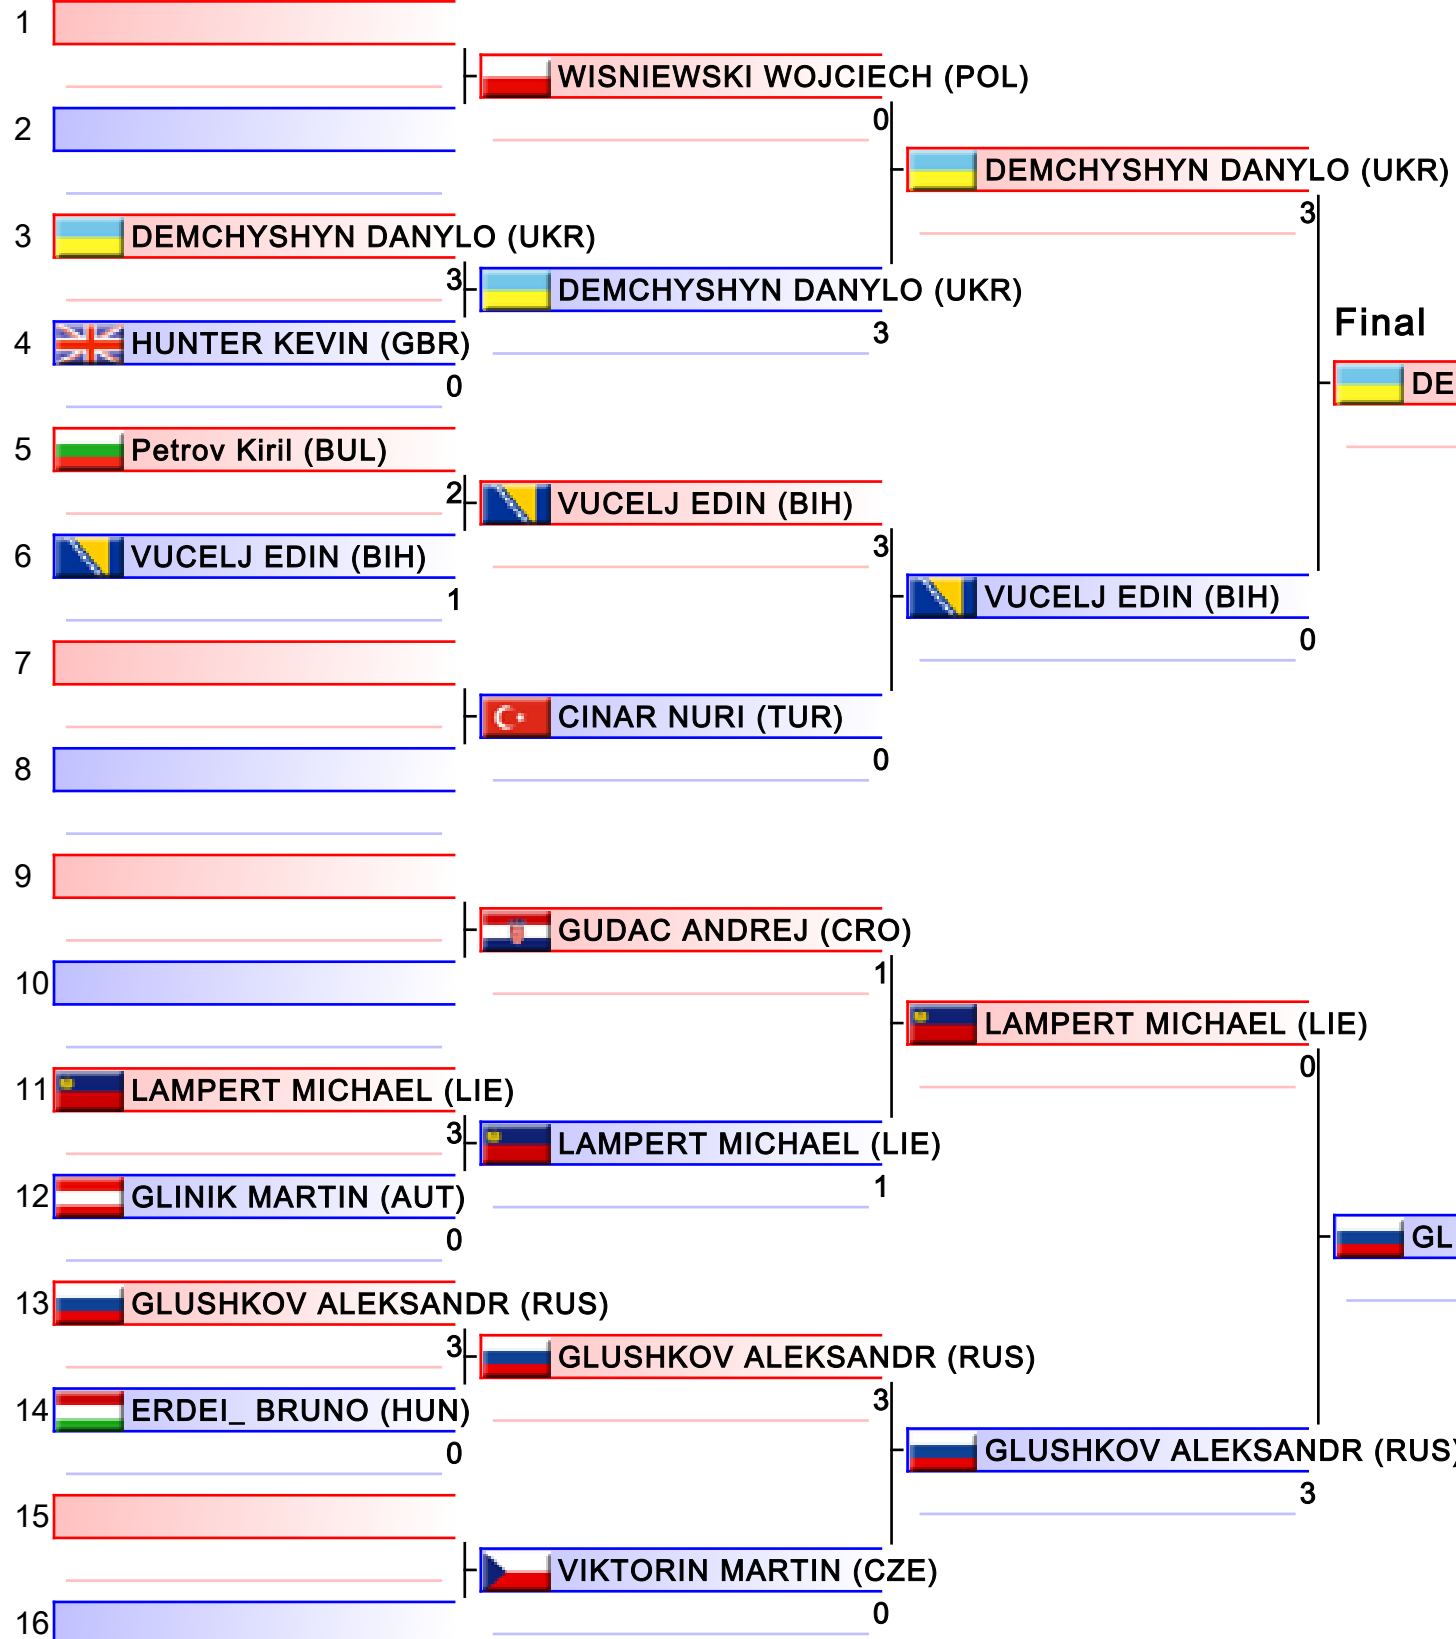 1
WISNIEWSKI WOJCIECH (POL)
0
2
DEMCHYSHYN DANYLO (UKR)
3
3
DEMCHYSHYN DANYLO (UKR)
3
DEMCHYSHYN DANYLO (UKR)
3
4
HUNTER KEVIN (GBR)
0
Final
DE
5
Petrov Kiril (BUL)
2
VUCELJ EDIN (BIH)
3
6
VUCELJ EDIN (BIH)
1
VUCELJ EDIN (BIH)
0
7
CINAR NURI (TUR)
0
8
9
GUDAC ANDREJ (CRO)
1
10
LAMPERT MICHAEL (LIE)
0
11
LAMPERT MICHAEL (LIE)
3
LAMPERT MICHAEL (LIE)
1
12
GLINIK MARTIN (AUT)
0
GL
13
GLUSHKOV ALEKSANDR (RUS)
3
GLUSHKOV ALEKSANDR (RUS)
3
14
ERDEI_ BRUNO (HUN)
0
GLUSHKOV ALEKSANDR (RUS)
3
15
VIKTORIN MARTIN (CZE)
0
16